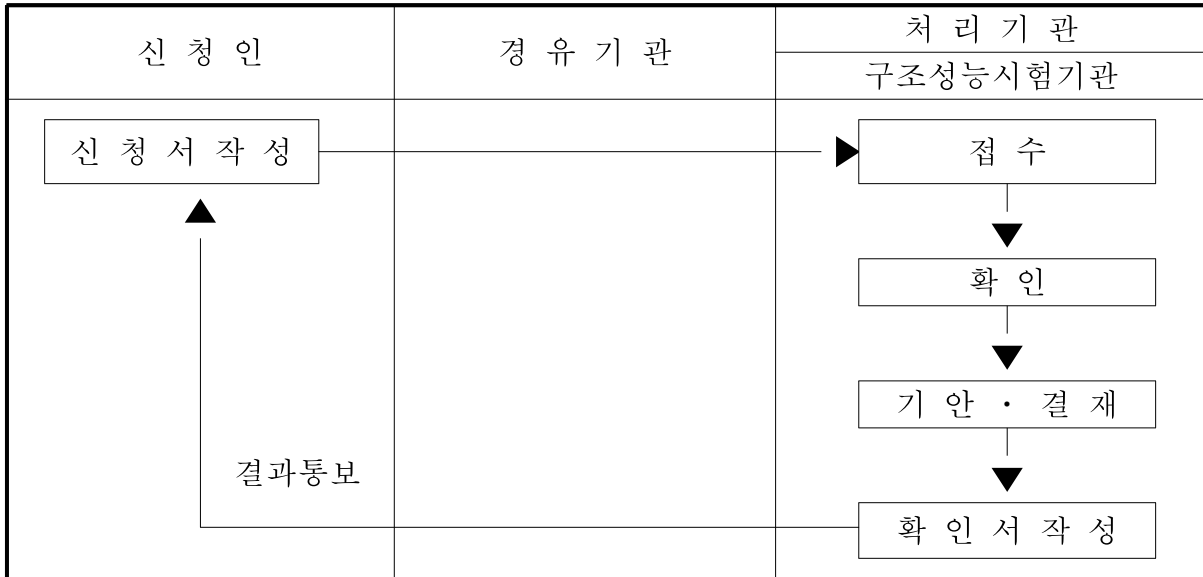 신 청 인
경 유 기 관
처 리 기 관
구조성능시험기관
신 청 서 작 성
접 수
확 인
기 안 · 결 재
결과통보
확 인 서 작 성